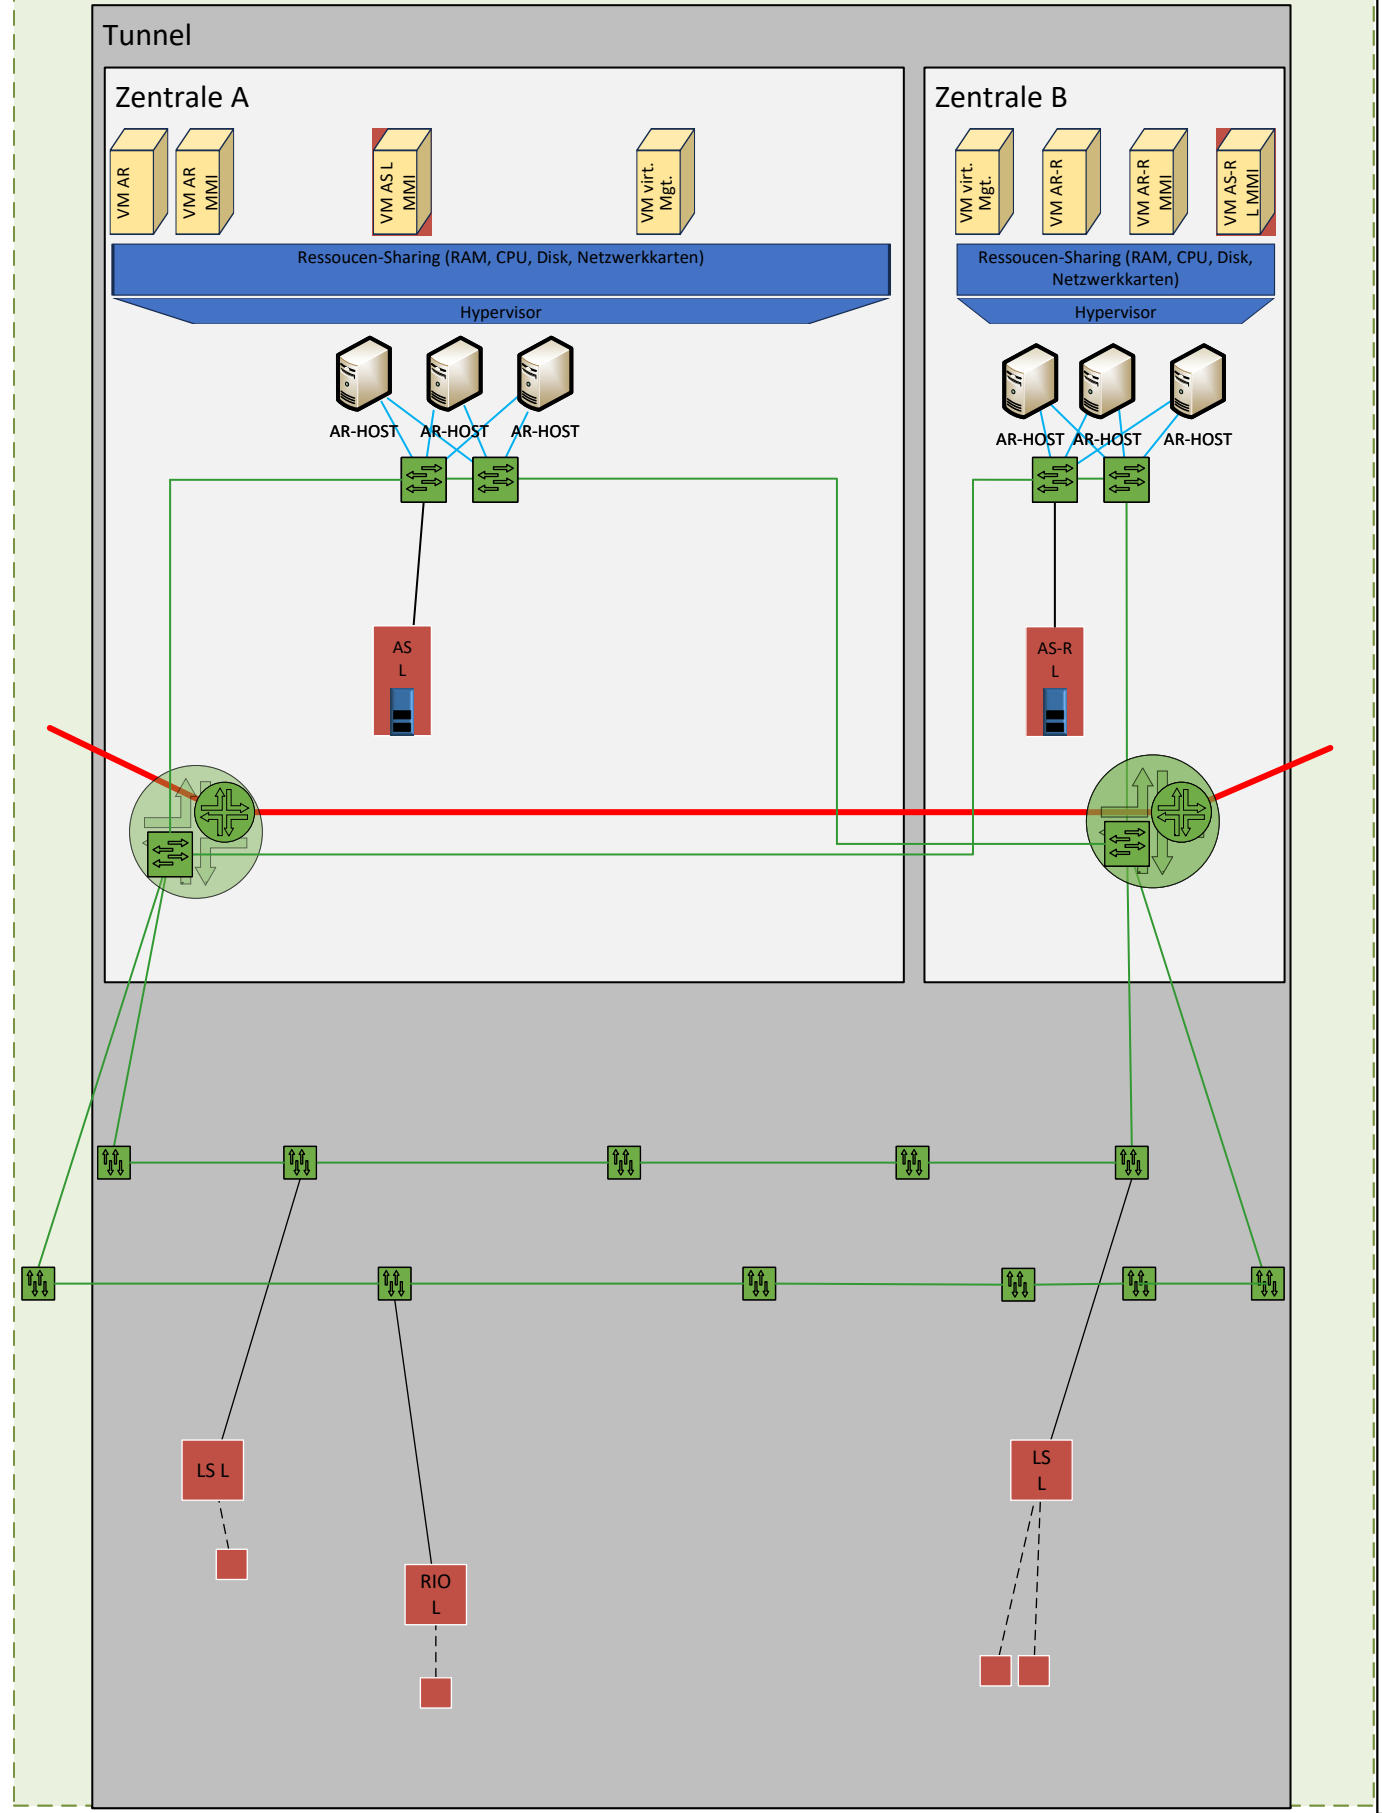 Tunnel
Zentrale A
VM AR
VM AR
MMI
VM AS L
MMI
VM virt.
Mgt.
Ressoucen-Sharing (RAM, CPU, Disk, Netzwerkkarten)
Hypervisor
AR-HOST
AR-HOST
AR-HOST
AS
L
Zentrale B
VM virt.
Mgt.
VM AR-R
VM AR-R
MMI
VM AS-R
L MMI
Ressoucen-Sharing (RAM, CPU, Disk,
Netzwerkkarten)
Hypervisor
AR-HOST
AR-HOST
AR-HOST
AS-R
L
LS L
LS
L
RIO
L